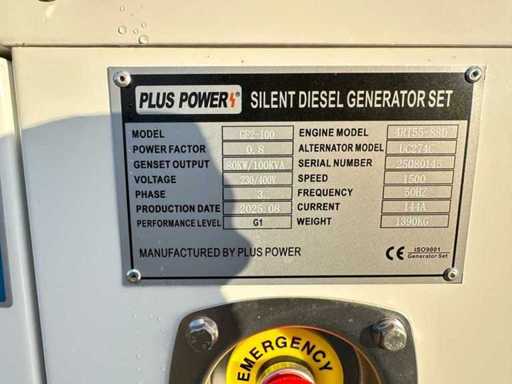 PLUS POWER SILENT DIESEL GENERATOR SET
MODEL ENGINE MODEL
POWER FACTOR 0.8 ALTERNATOR MODEL LC274C
GENSET OUTPUT 80KW/100KVA SERIAL NUMBER 25080145
VOLTAGE 230/400V SPEED 1500
PHASE 3 FREQUENCY 50HZ
PRODUCTION DATE 2025.08 CURRENT 144A
PERFORMANCE LEVEL G1 WEIGHT 1390KG
MANUFACTURED BY PLUS POWER
CE ISO9001
Generator Set
EMERGENCY